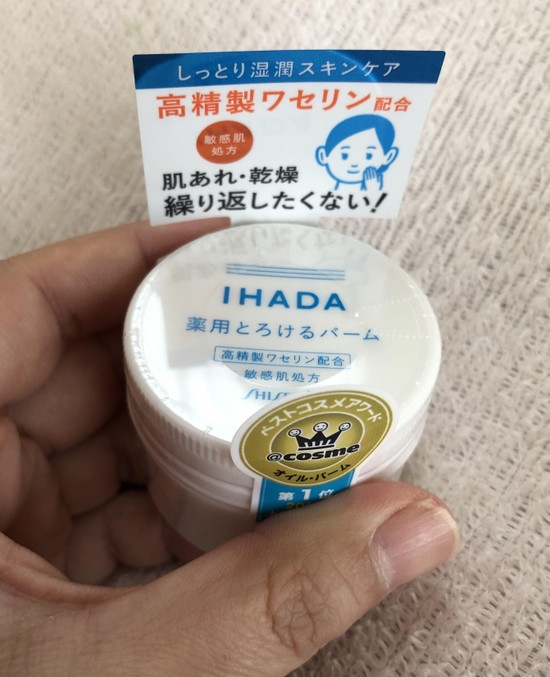 しっとり湿潤スキンケア
高精製ワセリン配合
敏感肌
処方
肌あれ・乾燥
繰り返したくない!
IHADA
薬用とろけるバーム
高精製ワセリン配合
敏感肌処方
ベストコスメアワード
@cosme
オイル・バーム
第1位